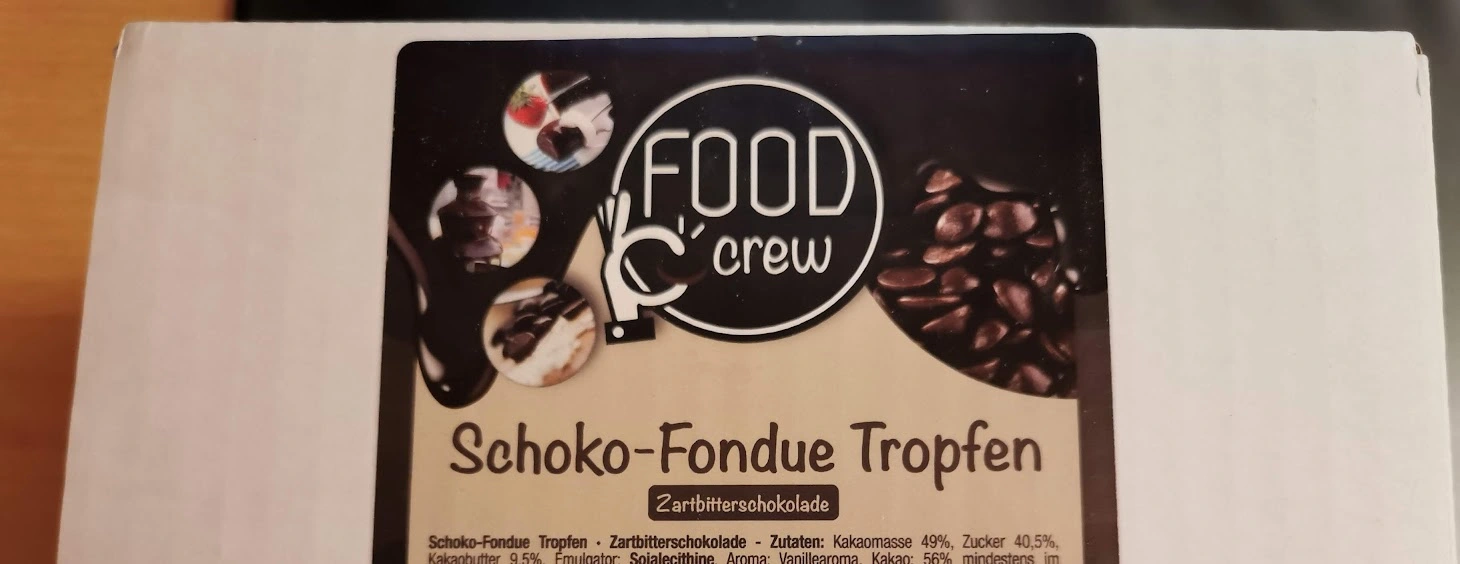 FOOD
crew
Schoko-Fondue Tropfen
Zartbitterschokolade
Schoko-Fondue Tropfen · Zartbitterschokolade - Zutaten: Kakaomasse 49%, Zucker 40,5%,
Kakaobutter 9,5%, Emulgator: Sojalecithine, Aroma: Vanillearoma. Kakao: 56% mindestens im